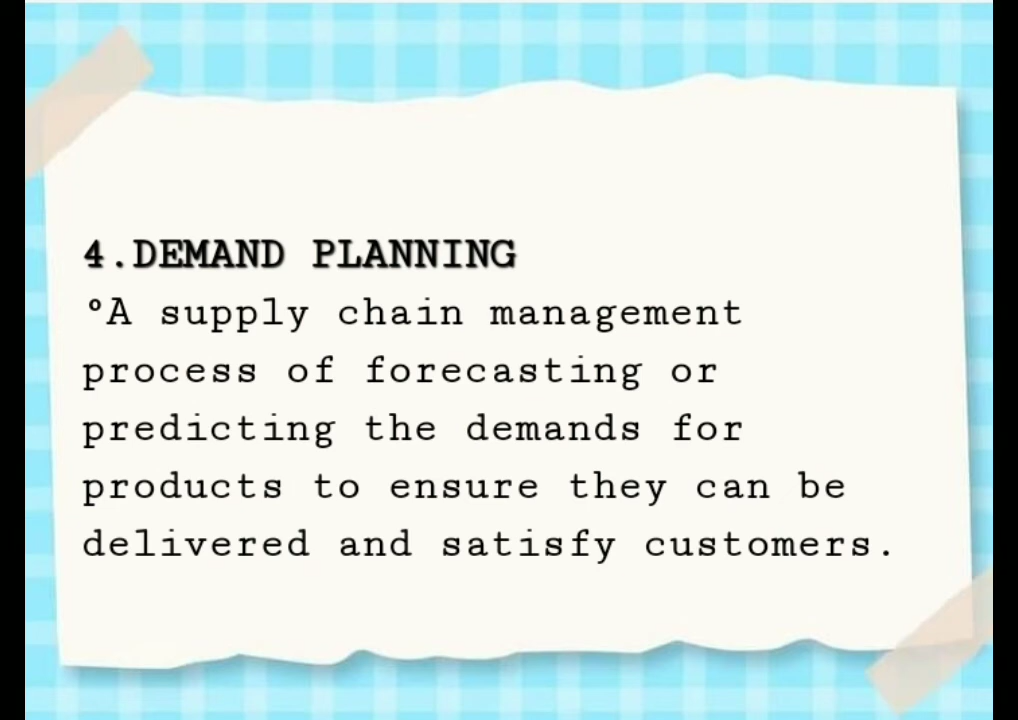 4.DEMAND PLANNING
°A supply chain management
process of forecasting or
predicting the demands for
products to ensure they can be
delivered and satisfy customers.